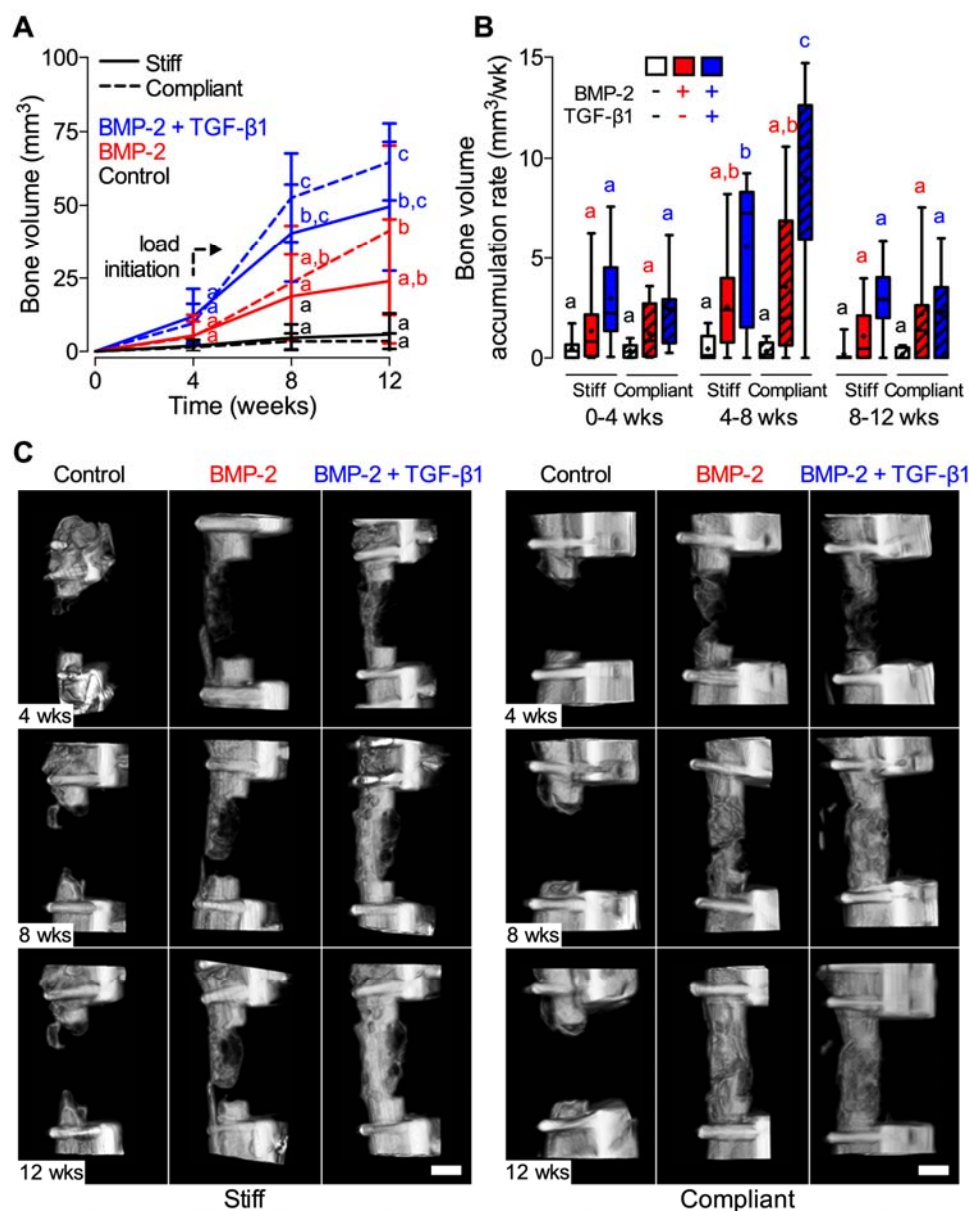 A
Bone volume (mm³)
100
75
50
25
0
Stiff
Compliant
BMP-2 + TGF-β1
BMP-2
Control
load
initiation
a
a
a
a
a
c
b,c
a,b
a
a
a
c
b,c
b
a,b
a
a
0
4
8
12
Time (weeks)
B
Bone volume
accumulation rate (mm³/wk)
15
10
5
0
BMP-2 - + +
TGF-β1 - - +
a a a a a a
a a,b b a a,b c
a a a a a a
Stiff Compliant Stiff Compliant Stiff Compliant
0-4 wks 4-8 wks 8-12 wks
C
Control BMP-2 BMP-2 + TGF-β1 Control BMP-2 BMP-2 + TGF-β1
4 wks 4 wks
8 wks 8 wks
12 wks 12 wks
Stiff Compliant